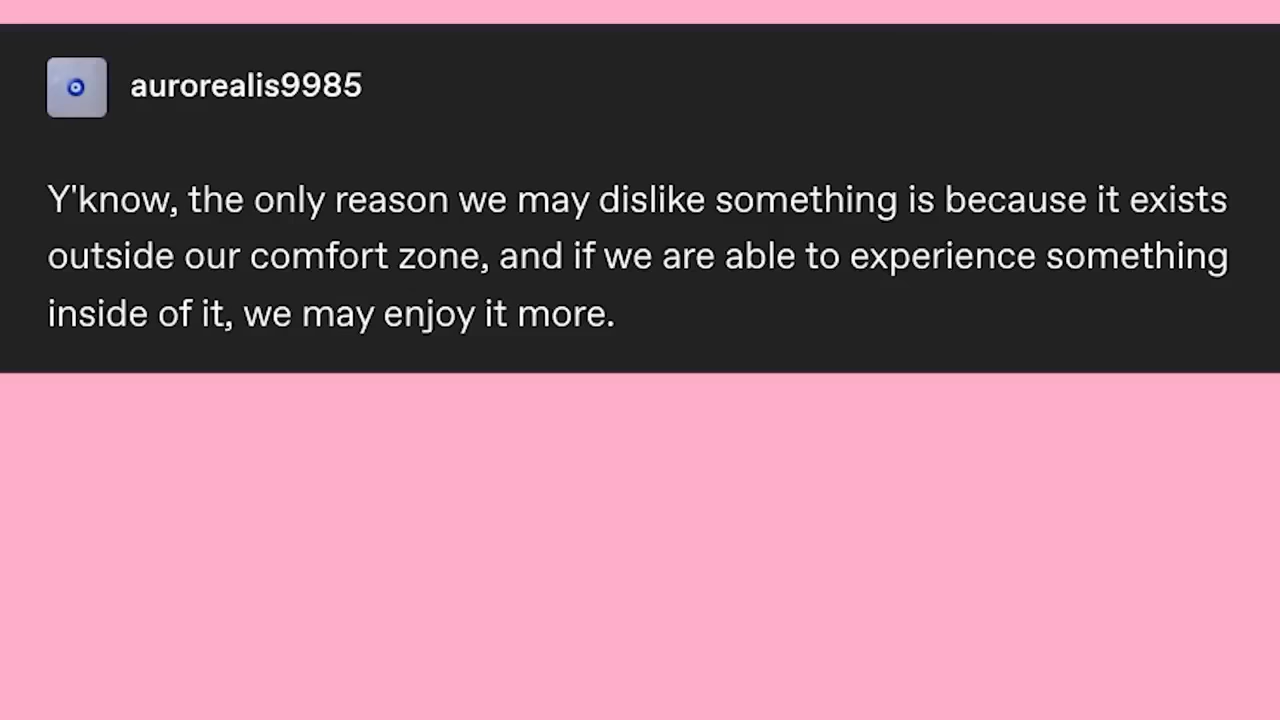 aurorealis9985
Y'know, the only reason we may dislike something is because it exists
outside our comfort zone, and if we are able to experience something
inside of it, we may enjoy it more.